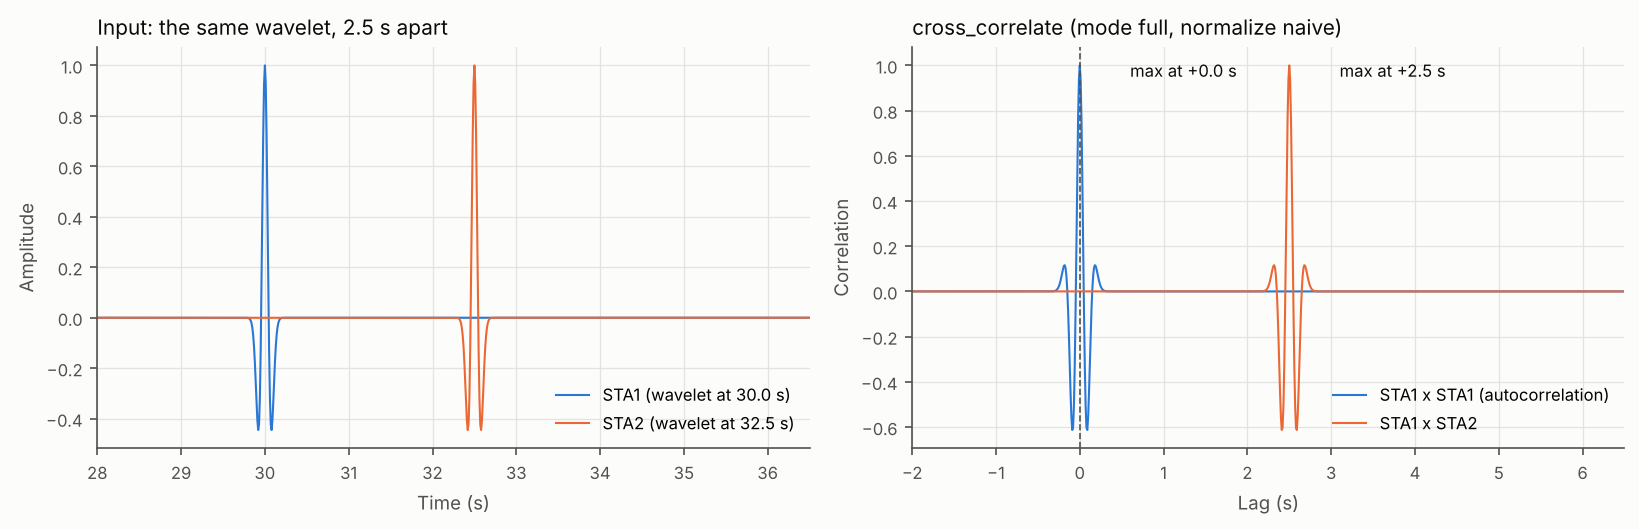 Input: the same wavelet, 2.5 s apart
1.0
0.8
0.6
0.4
0.2
0.0
−0.2
−0.4
Amplitude
STA1 (wavelet at 30.0 s)
STA2 (wavelet at 32.5 s)
28 29 30 31 32 33 34 35 36
Time (s)
cross_correlate (mode full, normalize naive)
max at +0.0 s
max at +2.5 s
1.0
0.8
0.6
0.4
0.2
0.0
−0.2
−0.4
−0.6
Correlation
STA1 x STA1 (autocorrelation)
STA1 x STA2
−2 −1 0 1 2 3 4 5 6
Lag (s)